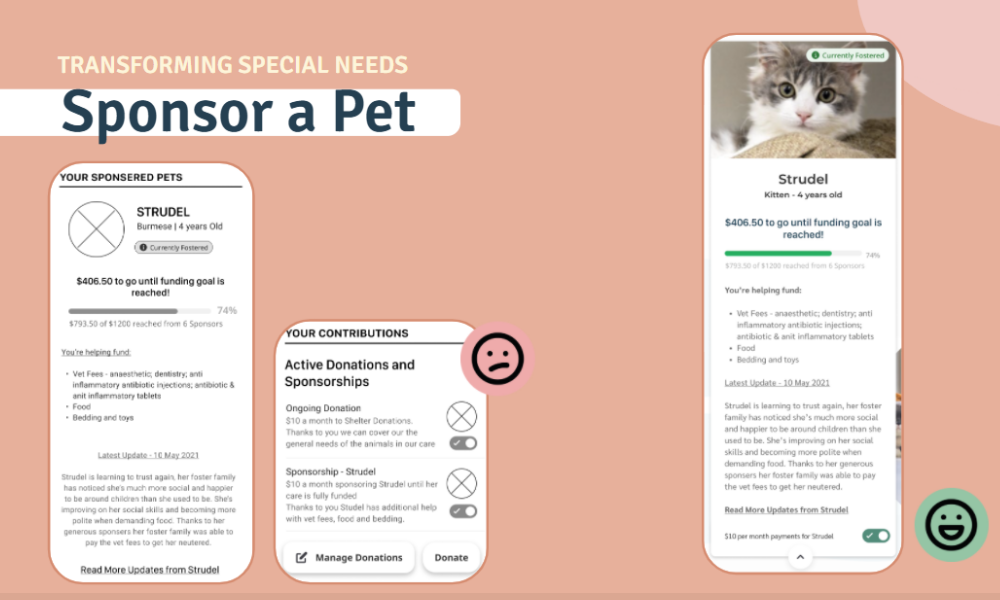 TRANSFORMING SPECIAL NEEDS
Sponsor a Pet
YOUR SPONSERED PETS
STRUDEL
Burmese | 4 years Old
Currently Fostered
$406.50 to go until funding goal is
reached!
74%
$793.50 of $1200 reached from 6 Sponsors
You're helping fund:
• Vet Fees - anaesthetic; dentistry; anti
inflammatory antibiotic injections; antibiotic &
anit inflammatory tablets
• Food
• Bedding and toys
Latest Update - 10 May 2021
Strudel is learning to trust again, her foster family
has noticed she's much more social and happier
to be around children than she used to be. She's
improving on her social skills and becoming more
polite when demanding food. Thanks to her
generous sponsers her foster family was able to
pay the vet fees to get her neutered.
Read More Updates from Strudel
YOUR CONTRIBUTIONS
Active Donations and
Sponsorships
Ongoing Donation
$10 a month to Shelter Donations.
Thanks to you we can cover our the
general needs of the animals in our care
Sponsorship - Strudel
$10 a month sponsoring Strudel until her
care is fully funded
Thanks to you Studel has additional help
with vet fees, food and bedding.
Manage Donations
Donate
Currently Fostered
Strudel
Kitten - 4 years old
$406.50 to go until funding goal is
reached!
74%
$793.50 of $1200 reached from 6 Sponsors
You're helping fund:
• Vet Fees - anaesthetic; dentistry; anti
inflammatory antibiotic injections;
antibiotic & anit inflammatory tablets
• Food
• Bedding and toys
Latest Update - 10 May 2021
Strudel is learning to trust again, her foster
family has noticed she's much more social
and happier to be around children than she
used to be. She's improving on her social
skills and becoming more polite when
demanding food. Thanks to her generous
sponsers her foster family was able to pay
the vet fees to get her neutered.
Read More Updates from Strudel
$10 per month payments for Strudel